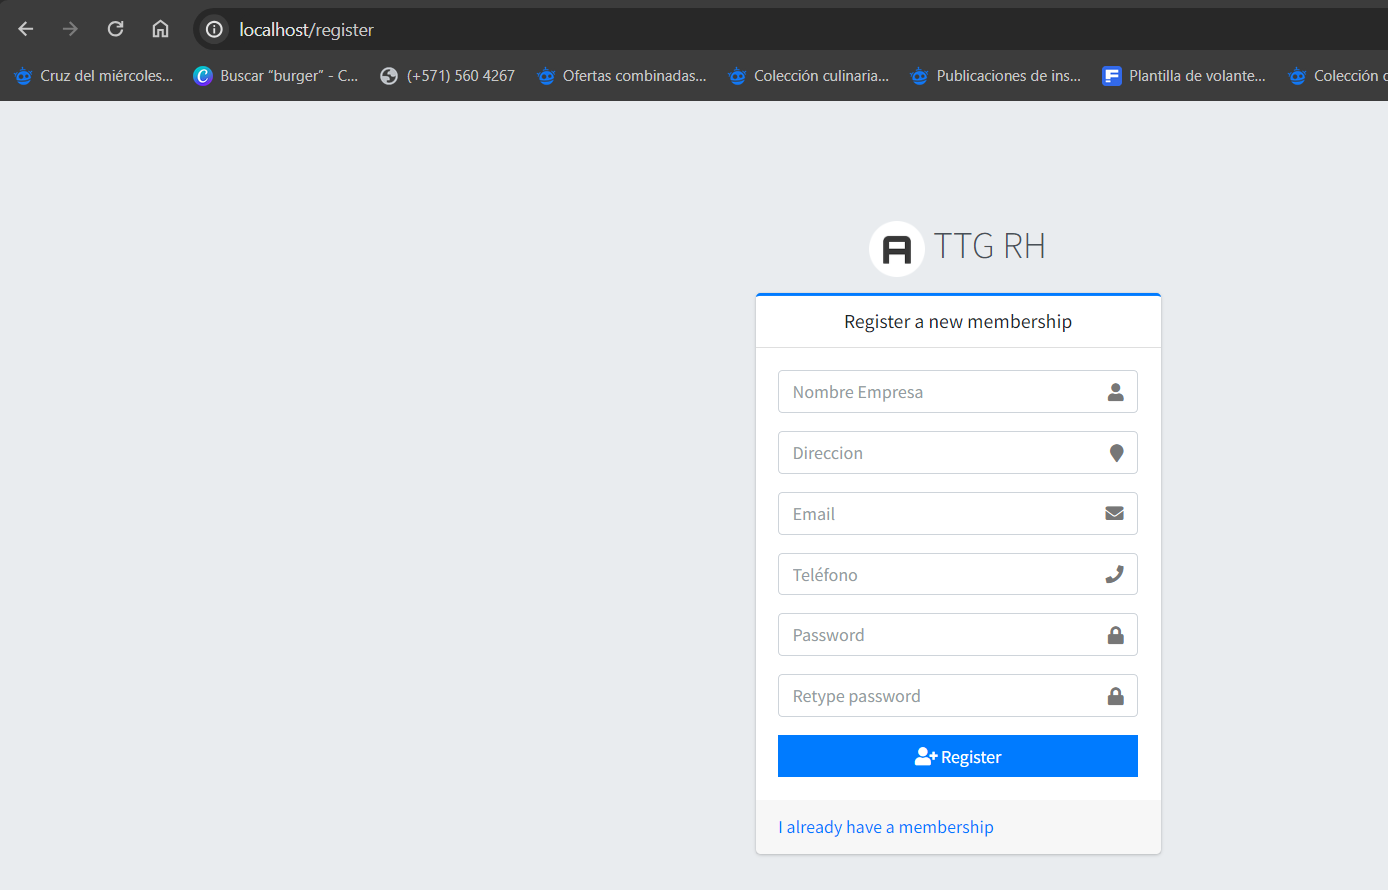 localhost/register
Cruz del miércoles... Buscar “burger” - C... (+571) 560 4267 Ofertas combinadas... Colección culinaria... Publicaciones de ins... Plantilla de volante... Colección c
A TTG RH
Register a new membership
Nombre Empresa
Direccion
Email
Teléfono
Password
Retype password
Register
I already have a membership